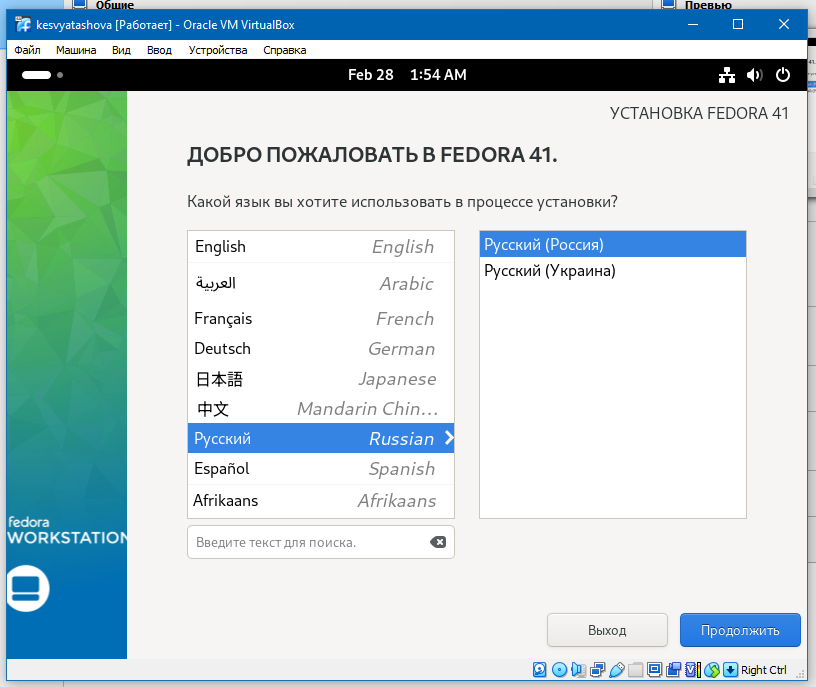 Общие
Превью
kesvyatashova [Работает] - Oracle VM VirtualBox
Файл Машина Вид Ввод Устройства Справка
Feb 28 1:54 AM
УСТАНОВКА FEDORA 41
ДОБРО ПОЖАЛОВАТЬ В FEDORA 41.
Какой язык вы хотите использовать в процессе установки?
English English
العربية Arabic
Français French
Deutsch German
日本語 Japanese
中文 Mandarin Chin...
Русский Russian
Español Spanish
Afrikaans Afrikaans
Русский (Россия)
Русский (Украина)
Введите текст для поиска.
fedora
WORKSTATION
Выход Продолжить
Right Ctrl